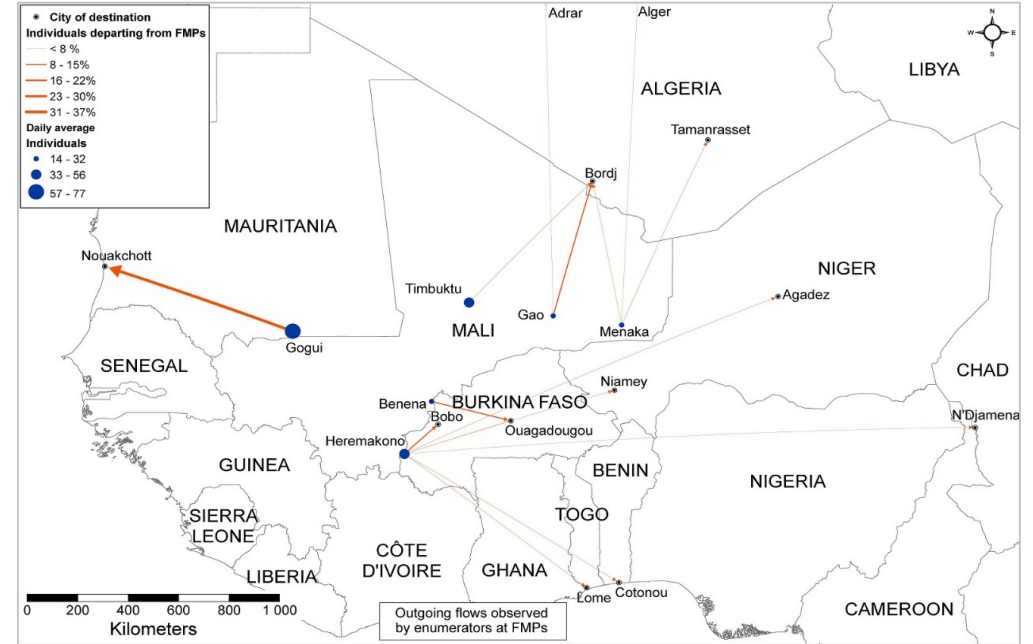 City of destination
Individuals departing from FMPs
< 8 %
8 - 15%
16 - 22%
23 - 30%
31 - 37%
Daily average
Individuals
14 - 32
33 - 56
57 - 77
Adrar
Alger
N
W E
S
LIBYA
ALGERIA
Tamanrasset
Bordj
MAURITANIA
Nouakchott
NIGER
Timbuktu
Agadez
Gao
MALI
Menaka
Gogui
SENEGAL
CHAD
Niamey
Benena
BURKINA FASO
Bobo
Ouagadougou
N'Djamena
Heremakono
GUINEA
BENIN
NIGERIA
SIERRA
LEONE
TOGO
CÔTE
D'IVOIRE
GHANA
LIBERIA
Lome
Cotonou
CAMEROON
0 200 400 600 800 1 000
Kilometers
Outgoing flows observed
by enumerators at FMPs